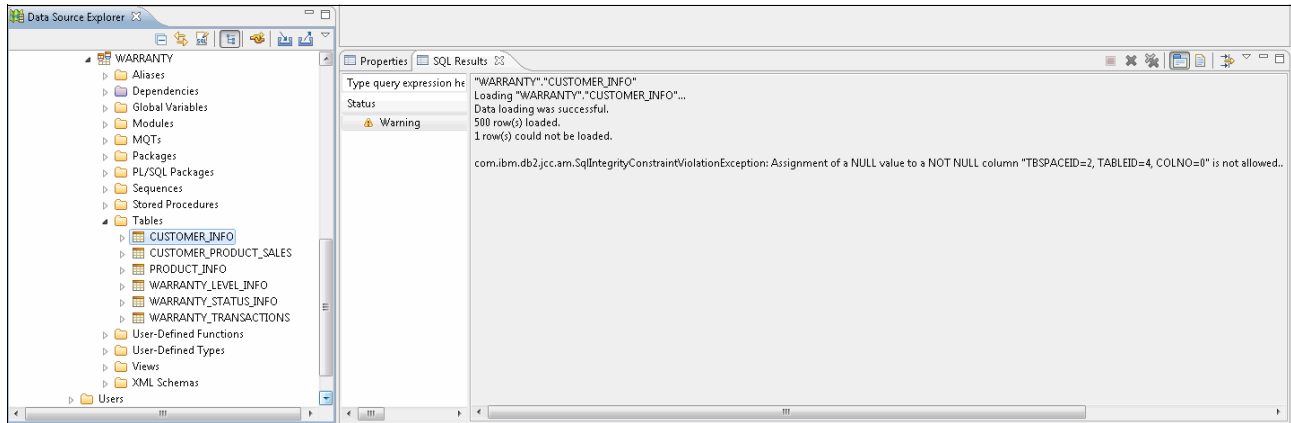 Data Source Explorer
WARRANTY
Aliases
Dependencies
Global Variables
Modules
MQTs
Packages
PL/SQL Packages
Sequences
Stored Procedures
Tables
CUSTOMER_INFO
CUSTOMER_PRODUCT_SALES
PRODUCT_INFO
WARRANTY_LEVEL_INFO
WARRANTY_STATUS_INFO
WARRANTY_TRANSACTIONS
User-Defined Functions
User-Defined Types
Views
XML Schemas
Users
Properties SQL Results
Type query expression he
Status
Warning
"WARRANTY"."CUSTOMER_INFO"
Loading "WARRANTY"."CUSTOMER_INFO"...
Data loading was successful.
500 row(s) loaded.
1 row(s) could not be loaded.
com.ibm.db2.jcc.am.SqlIntegrityConstraintViolationException: Assignment of a NULL value to a NOT NULL column "TBSPACEID=2, TABLEID=4, COLNO=0" is not allowed..